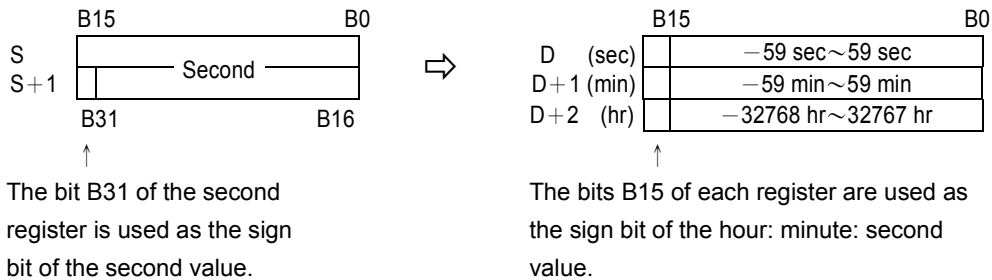 B15 B0
S
S+1
Second
B31 B16
↑
The bit B31 of the second
register is used as the sign
bit of the second value.
⇨
B15 B0
D (sec) −59 sec～59 sec
D+1 (min) −59 min～59 min
D+2 (hr) −32768 hr～32767 hr
↑
The bits B15 of each register are used as
the sign bit of the hour: minute: second
value.